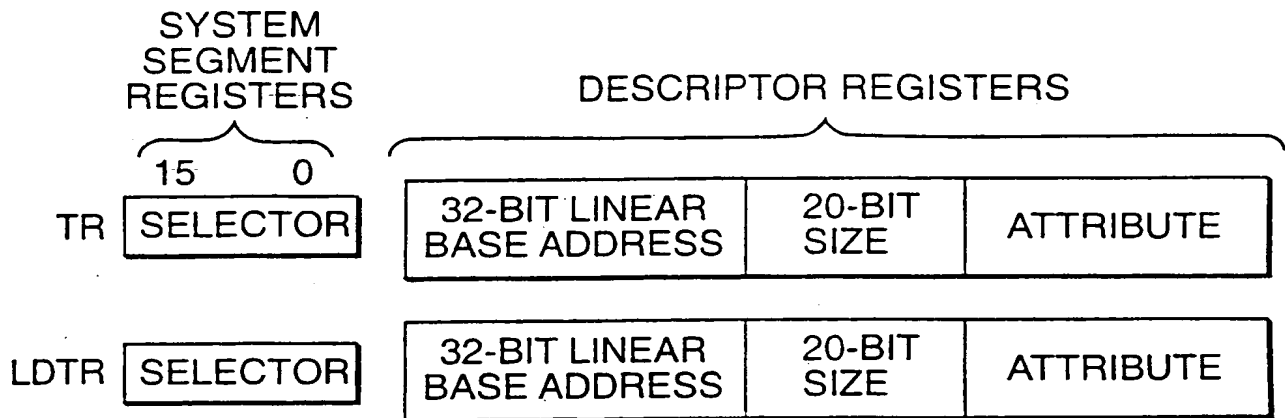 SYSTEM
SEGMENT
REGISTERS
DESCRIPTOR REGISTERS
15 0
TR SELECTOR 32-BIT LINEAR BASE ADDRESS 20-BIT SIZE ATTRIBUTE
LDTR SELECTOR 32-BIT LINEAR BASE ADDRESS 20-BIT SIZE ATTRIBUTE